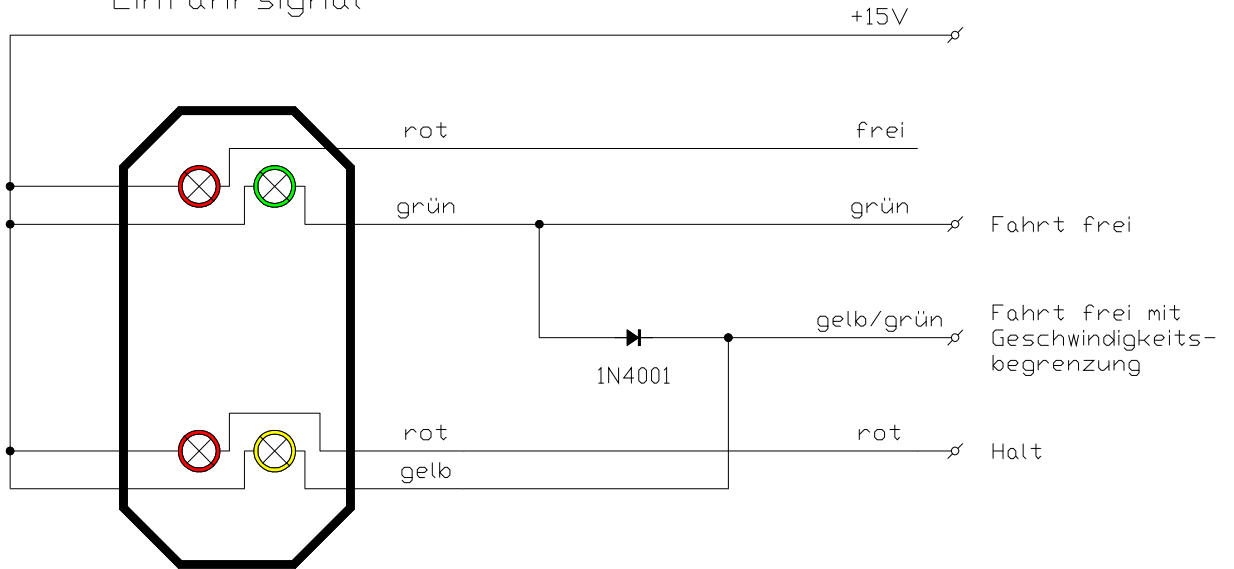 Einfahrsignal
+15V
rot
frei
grün
grün
Fahrt frei
gelb/grün
Fahrt frei mit
Geschwindigkeits-
begrenzung
1N4001
rot
rot
Halt
gelb